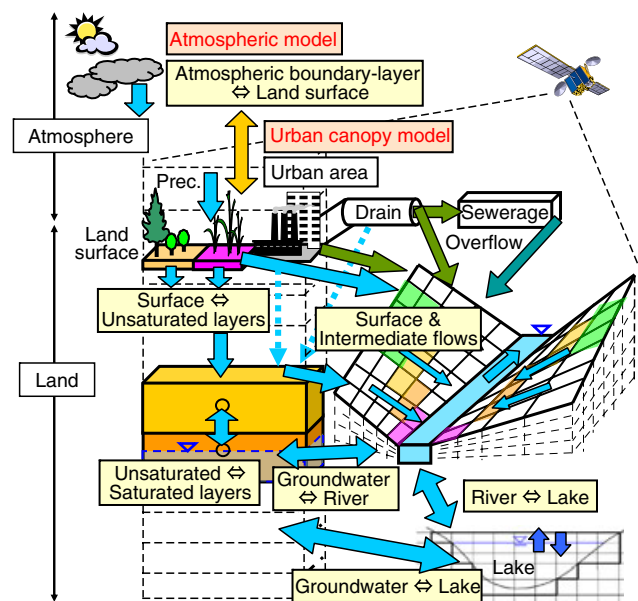 Atmospheric model
Atmospheric boundary-layer
⇔ Land surface
Atmosphere
Urban canopy model
Urban area
Prec.
Drain
Sewerage
Overflow
Land
surface
Surface ⇔
Unsaturated layers
Surface &
Intermediate flows
Land
Unsaturated ⇔
Saturated layers
Groundwater
⇔ River
River ⇔ Lake
Lake
Groundwater ⇔ Lake